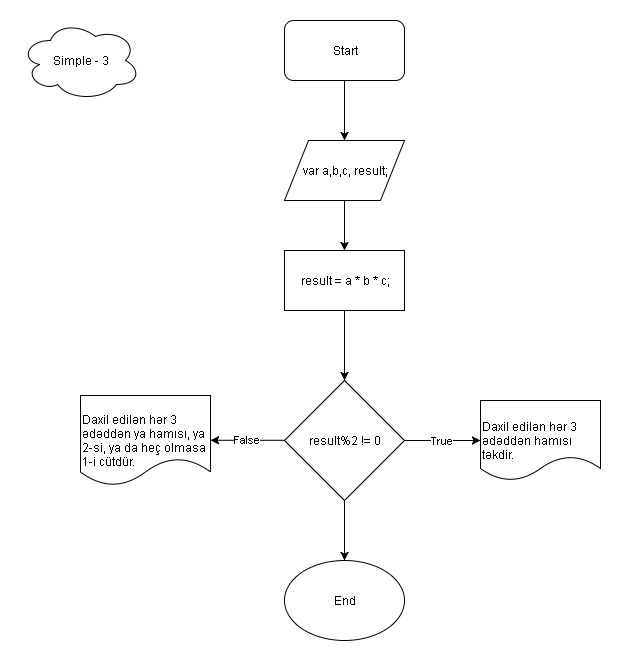 Simple - 3
Start
var a,b,c, result;
result = a * b * c;
result%2 != 0
False
True
Daxil edilən hər 3
ədəddən ya hamısı, ya
2-si, ya da heç olmasa
1-i cütdür.
Daxil edilən hər 3
ədəddən hamısı
təkdir.
End